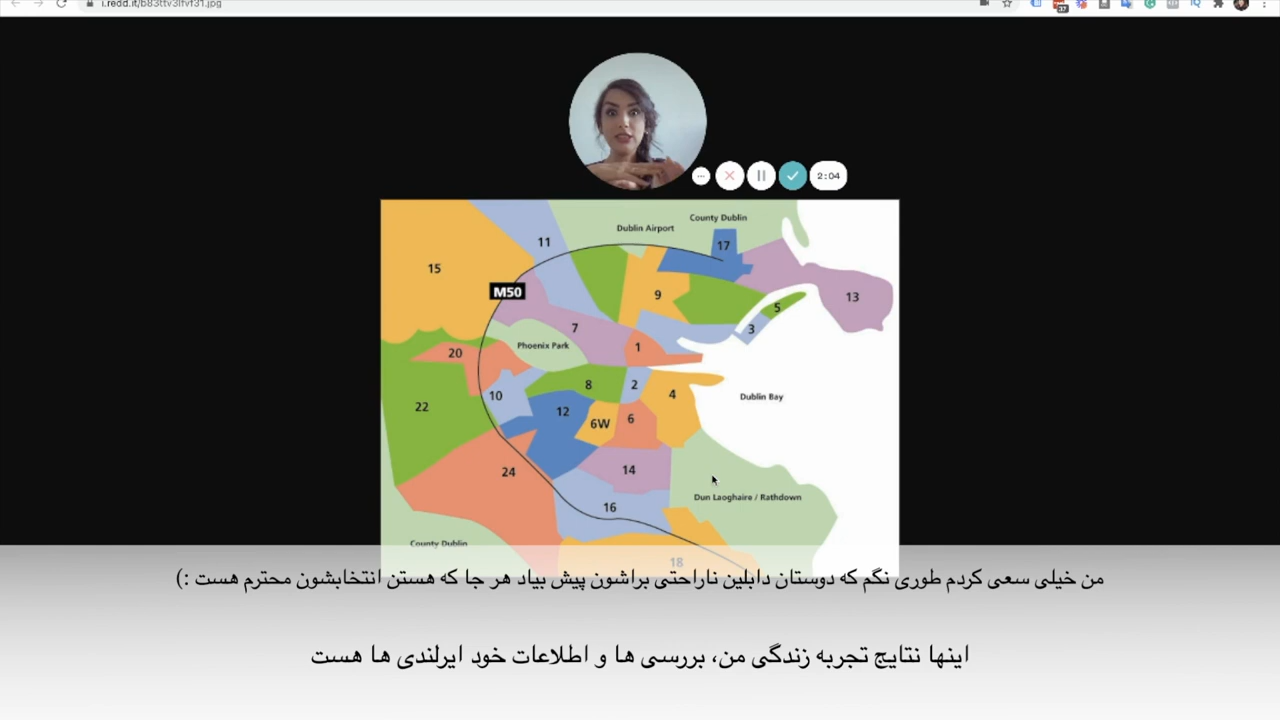 i.redd.it/b83ttv3ltvf31.jpg
37
2:04
County Dublin
Dublin Airport
11
17
15
M50
9
13
5
7
3
Phoenix Park
1
20
8
2
10
4
Dublin Bay
22
12
6W
6
24
14
Dun Laoghaire / Rathdown
16
County Dublin
18
من خیلی سعی کردم طوری نگم که دوستان دابلین ناراحتی براشون پیش بیاد هر جا که هستن انتخابشون محترم هست :)
اینها نتایج تجربه زندگی من، بررسی ها و اطلاعات خود ایرلندی ها هست